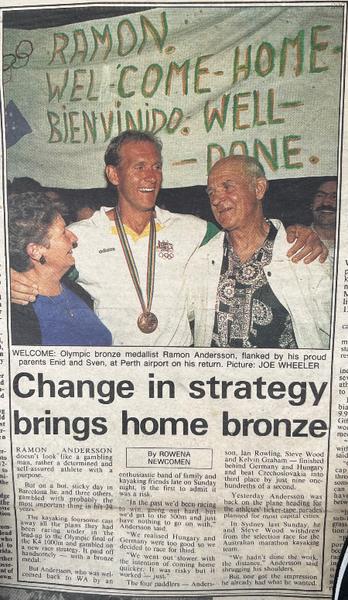 RAMON.
WEL-COME-HOME-
BIENVINIDO. WELL-
-DONE.
adidas
WELCOME: Olympic bronze medallist Ramon Andersson, flanked by his proud
parents Enid and Sven, at Perth airport on his return. Picture: JOE WHEELER
Change in strategy
brings home bronze
RAMON ANDERSSON
doesn't look like a gambling
man, rather a determined and
self-assured athlete with a
purpose.
But on a hot, sticky day in
Barcelona he and three others
gambled with probably the
most important thing in his 29
years.
A kayaking foursome cast
away all the plans they had
been racing with in the
lead-up to the Olympic final of
the K4 1000m and gambled on
a new race strategy. It paid off
handsomely — with a bronze
medal.
But Andersson, who was wel-
comed back to WA by an
By ROWENA
NEWCOMEN
enthusiastic band of family and
kayaking friends late on Sunday
night, is the first to admit it
was a risk.
"In the past we'd been racing
to win, going out hard, but
we'd get to the 500m and just
have nothing to go on with,"
Andersson said.
"We realised Hungary and
Germany were too good so we
decided to race for third.
"We went out slower with
the intention of coming home
quicker. It was risky but it
worked — just."
The four paddlers — Anders-
son, Ian Rowling, Steve Wood
and Kelvin Graham — finished
behind Germany and Hungary
and beat Czechoslovakia into
third place by just nine one-
hundredths of a second.
Yesterday Andersson was
back on the plane heading for
the athletes' ticker-tape parades
planned for most capital cities.
In Sydney last Sunday, he
and Steve Wood withdrew
from the selection race for the
Australian marathon kayaking
team.
"We hadn't done the work,
the distance," Andersson said
shrugging his shoulders.
But one got the impression
he already had what he wanted.